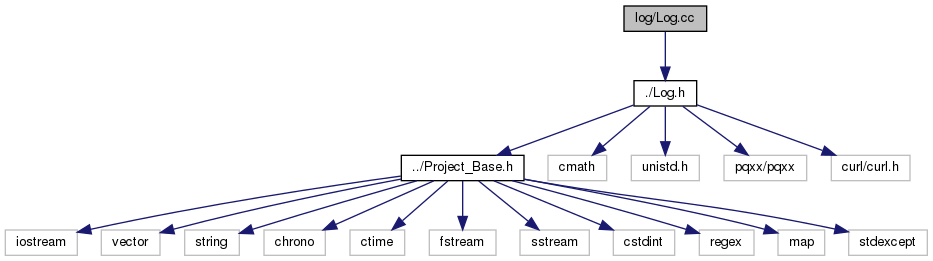 log/Log.cc
./Log.h
../Project_Base.h
cmath
unistd.h
pqxx/pqxx
curl/curl.h
iostream
vector
string
chrono
ctime
fstream
sstream
cstdint
regex
map
stdexcept